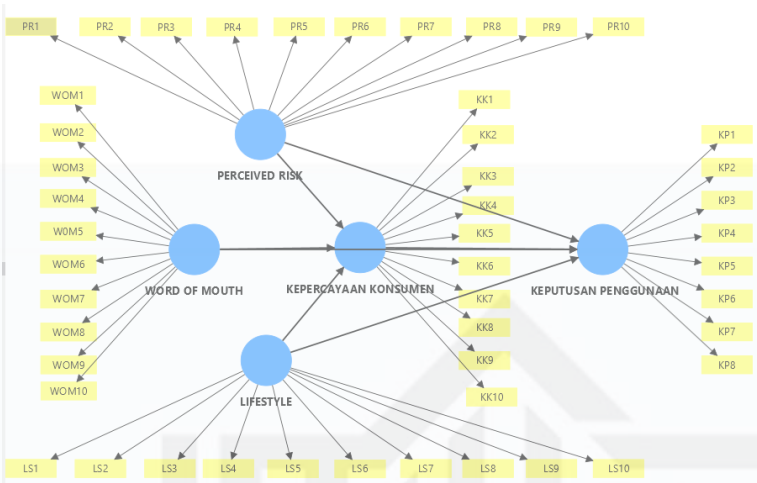 PR1
PR2
PR3
PR4
PR5
PR6
PR7
PR8
PR9
PR10
WOM1
WOM2
WOM3
WOM4
W0M5
WOM6
WOM7
WOM8
WOM9
WOM10
PERCEIVED RISK
WORD OF MOUTH
KEPERCAYAAN KONSUMEN
KEPUTUSAN PENGGUNAAN
LIFESTYLE
KK1
KK2
KK3
KK4
KK5
KK6
KK7
KK8
KK9
KK10
KP1
KP2
KP3
KP4
KP5
KP6
KP7
KP8
LS1
LS2
LS3
LS4
LS5
LS6
LS7
LS8
LS9
LS10